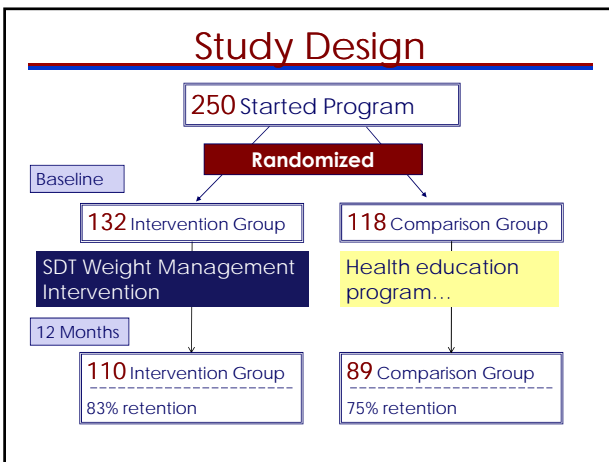 Study Design
250 Started Program
Randomized
Baseline
132 Intervention Group
118 Comparison Group
SDT Weight Management
Intervention
Health education
program…
12 Months
110 Intervention Group
83% retention
89 Comparison Group
75% retention